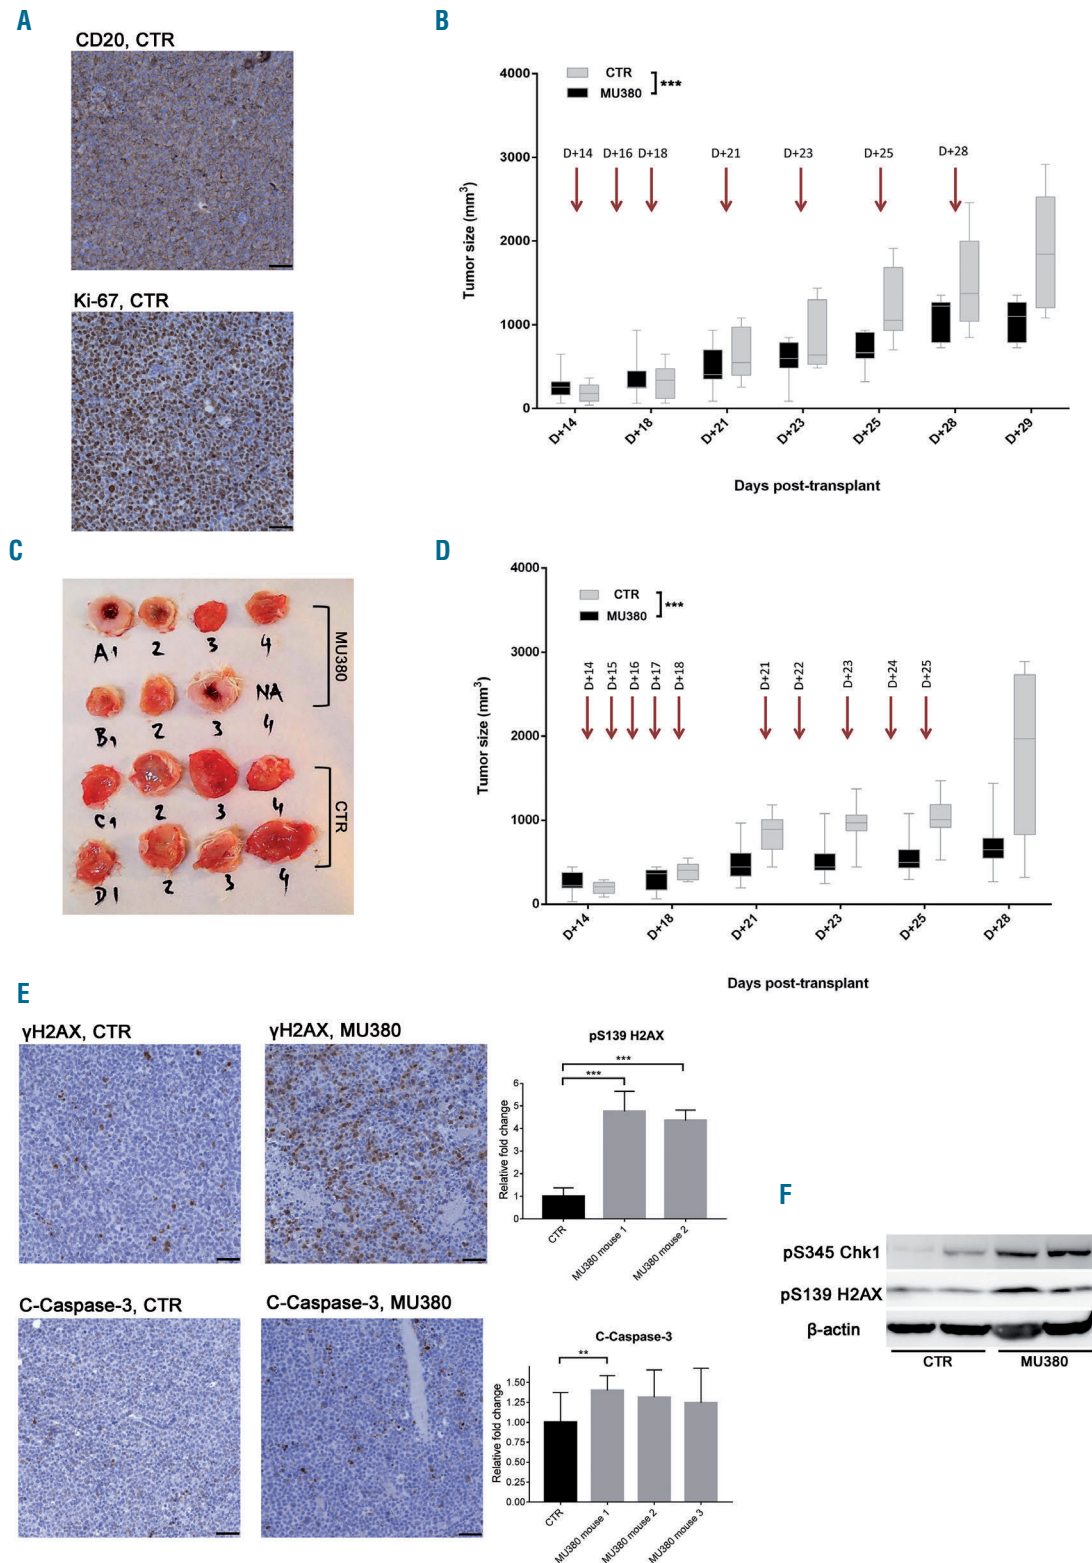 A
CD20, CTR
Ki-67, CTR
B
CTR
MU380
***
D+14 D+16 D+18 D+21 D+23 D+25 D+28
Tumor size (mm³)
4000
3000
2000
1000
0
D+14 D+18 D+21 D+23 D+25 D+28 D+29
Days post-transplant
C
A1 2 3 4
B1 2 3 NA 4
MU380
C1 2 3 4
D1 2 3 4
CTR
D
CTR
MU380
***
D+14 D+15 D+16 D+17 D+18 D+21 D+22 D+23 D+24 D+25
Tumor size (mm³)
4000
3000
2000
1000
0
D+14 D+18 D+21 D+23 D+25 D+28
Days post-transplant
E
γH2AX, CTR
γH2AX, MU380
pS139 H2AX
***
***
Relative fold change
6
5
4
3
2
1
0
CTR MU380 mouse 1 MU380 mouse 2
C-Caspase-3, CTR
C-Caspase-3, MU380
C-Caspase-3
**
Relative fold change
1.50
1.25
1.00
0.75
0.50
0.25
0.00
CTR MU380 mouse 1 MU380 mouse 2 MU380 mouse 3
F
pS345 Chk1
pS139 H2AX
β-actin
CTR MU380